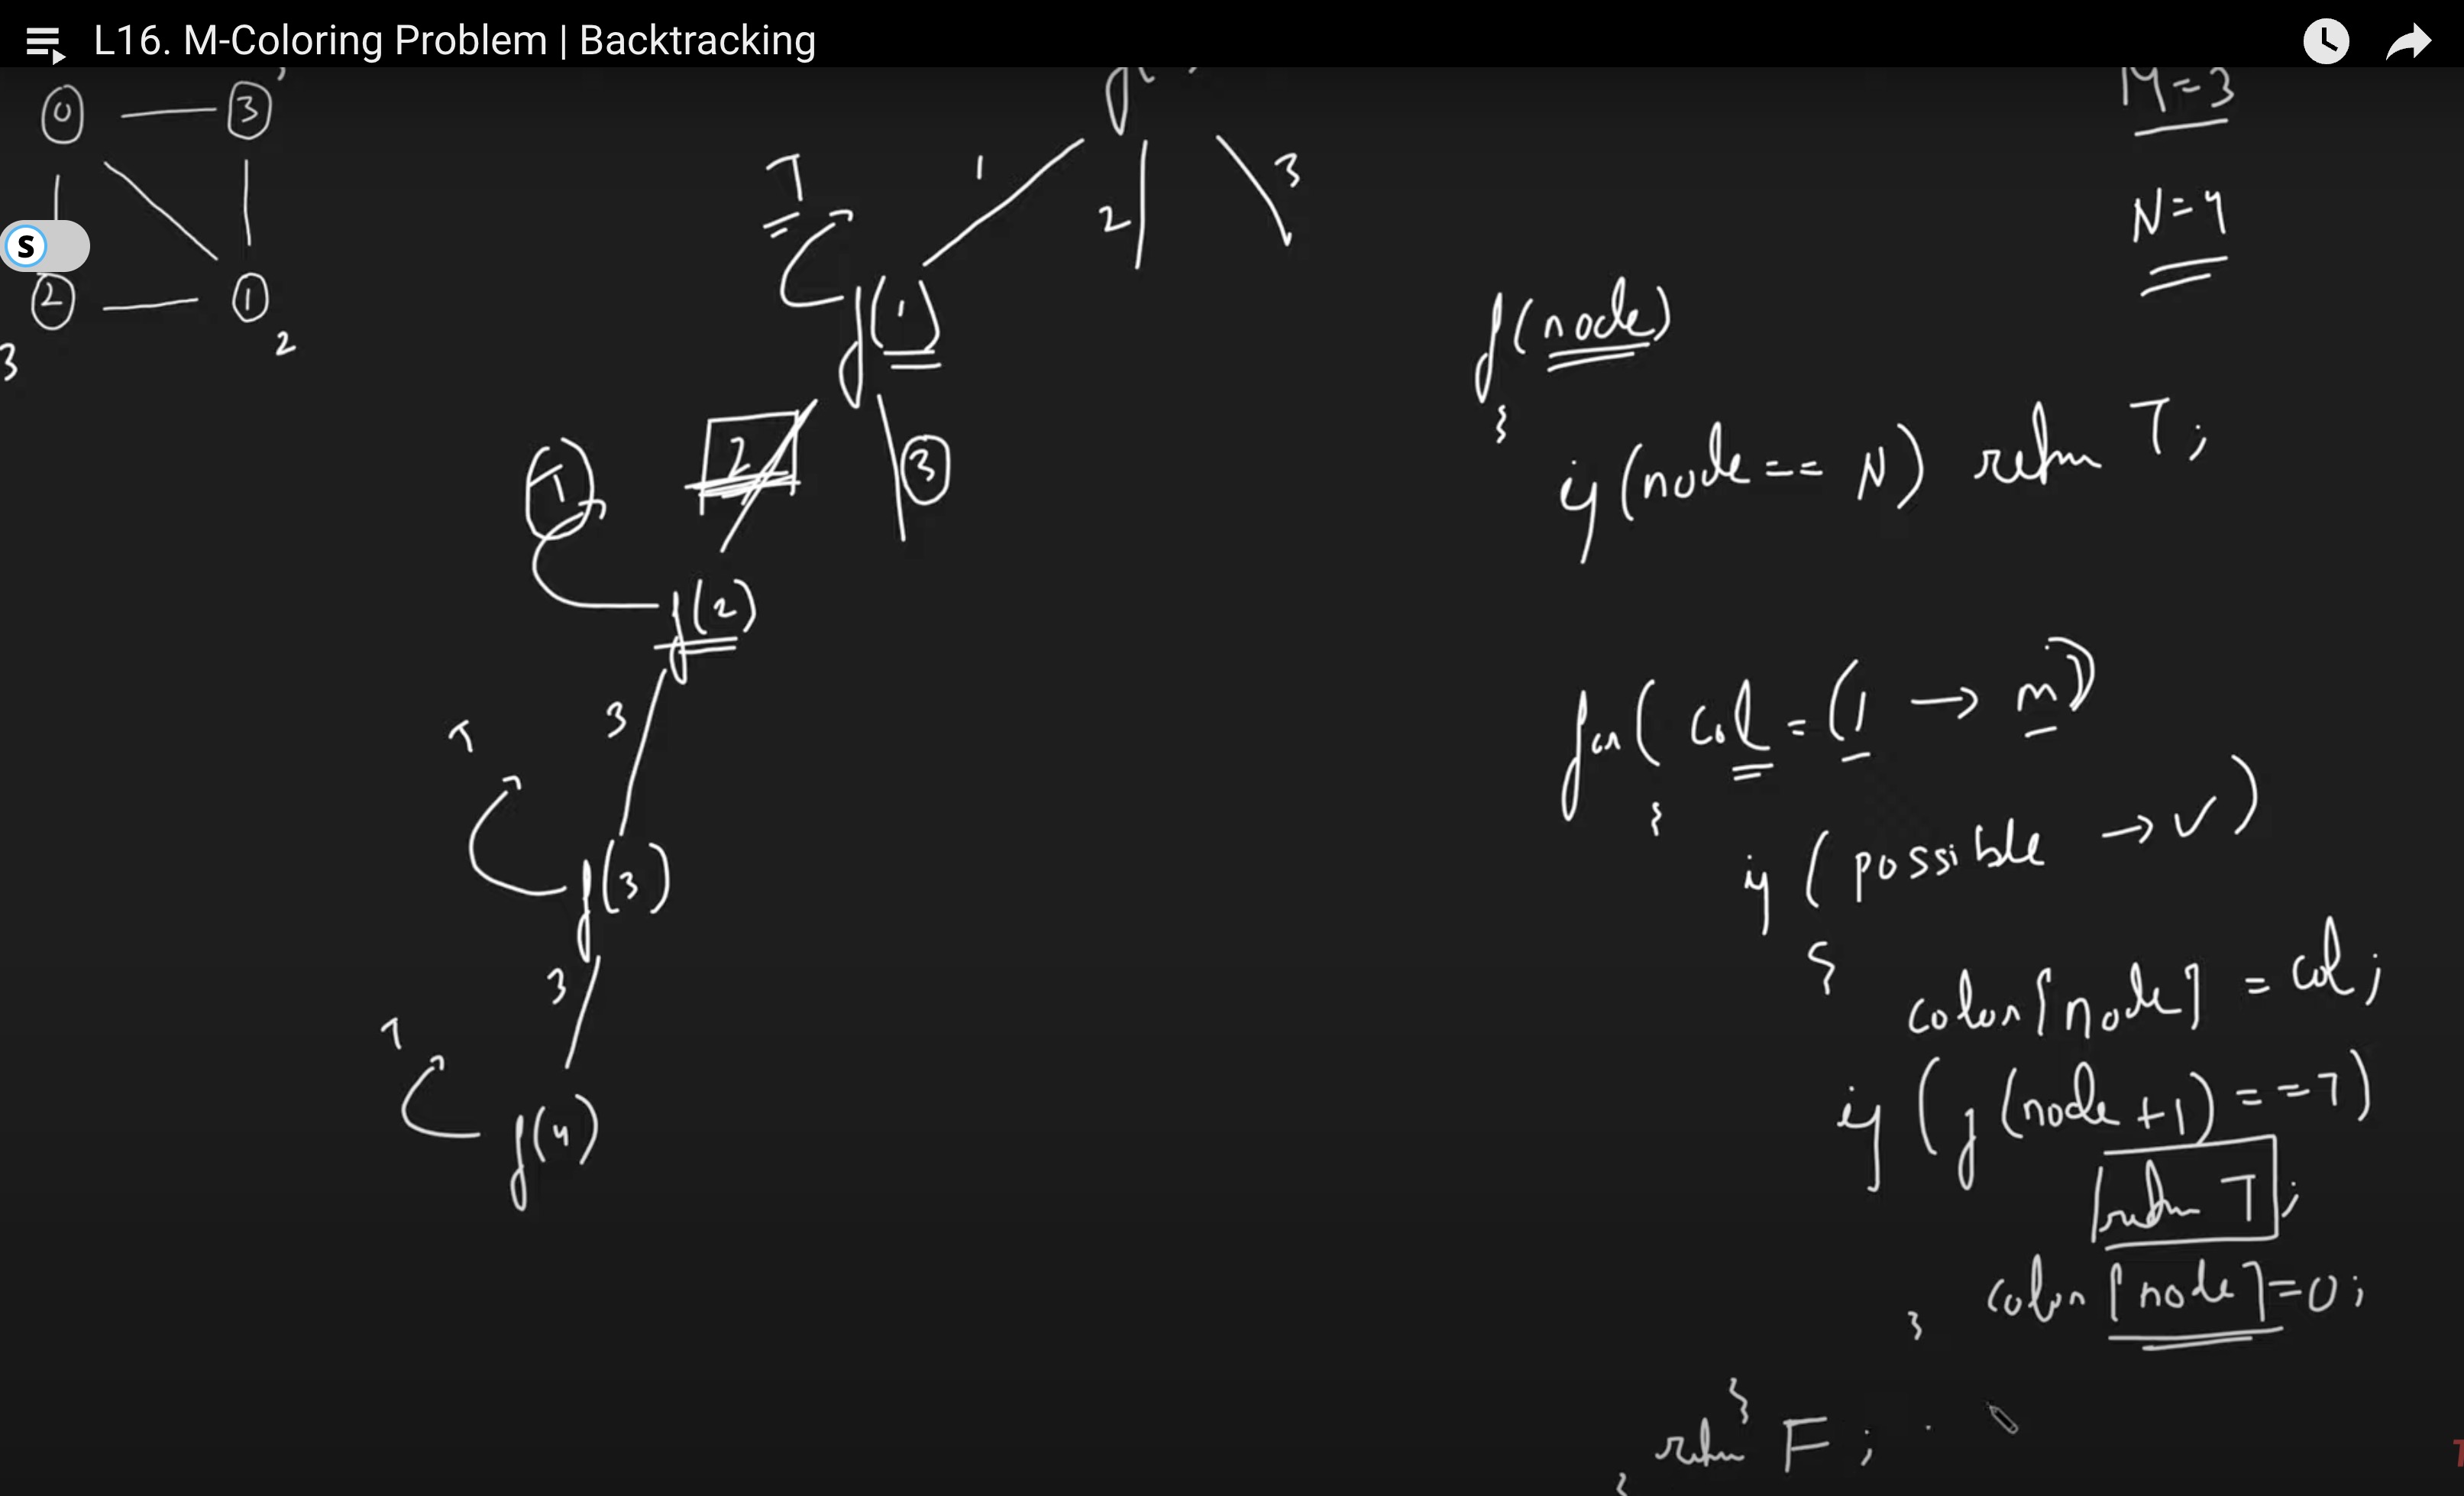 L16. M-Coloring Problem | Backtracking
M=3
N=4
0
3
2
1
3
2
S
1
2
3
T
f(1)
2
3
T
f(2)
3
T
f(3)
3
T
f(4)
f(node)
{
if(node == N) return T;
for( col = (1 → m))
{
if (possible → ✓)
{
color[node] = col;
if (f(node+1) == T)
return T;
color[node]=0;
}
}
return F;
}